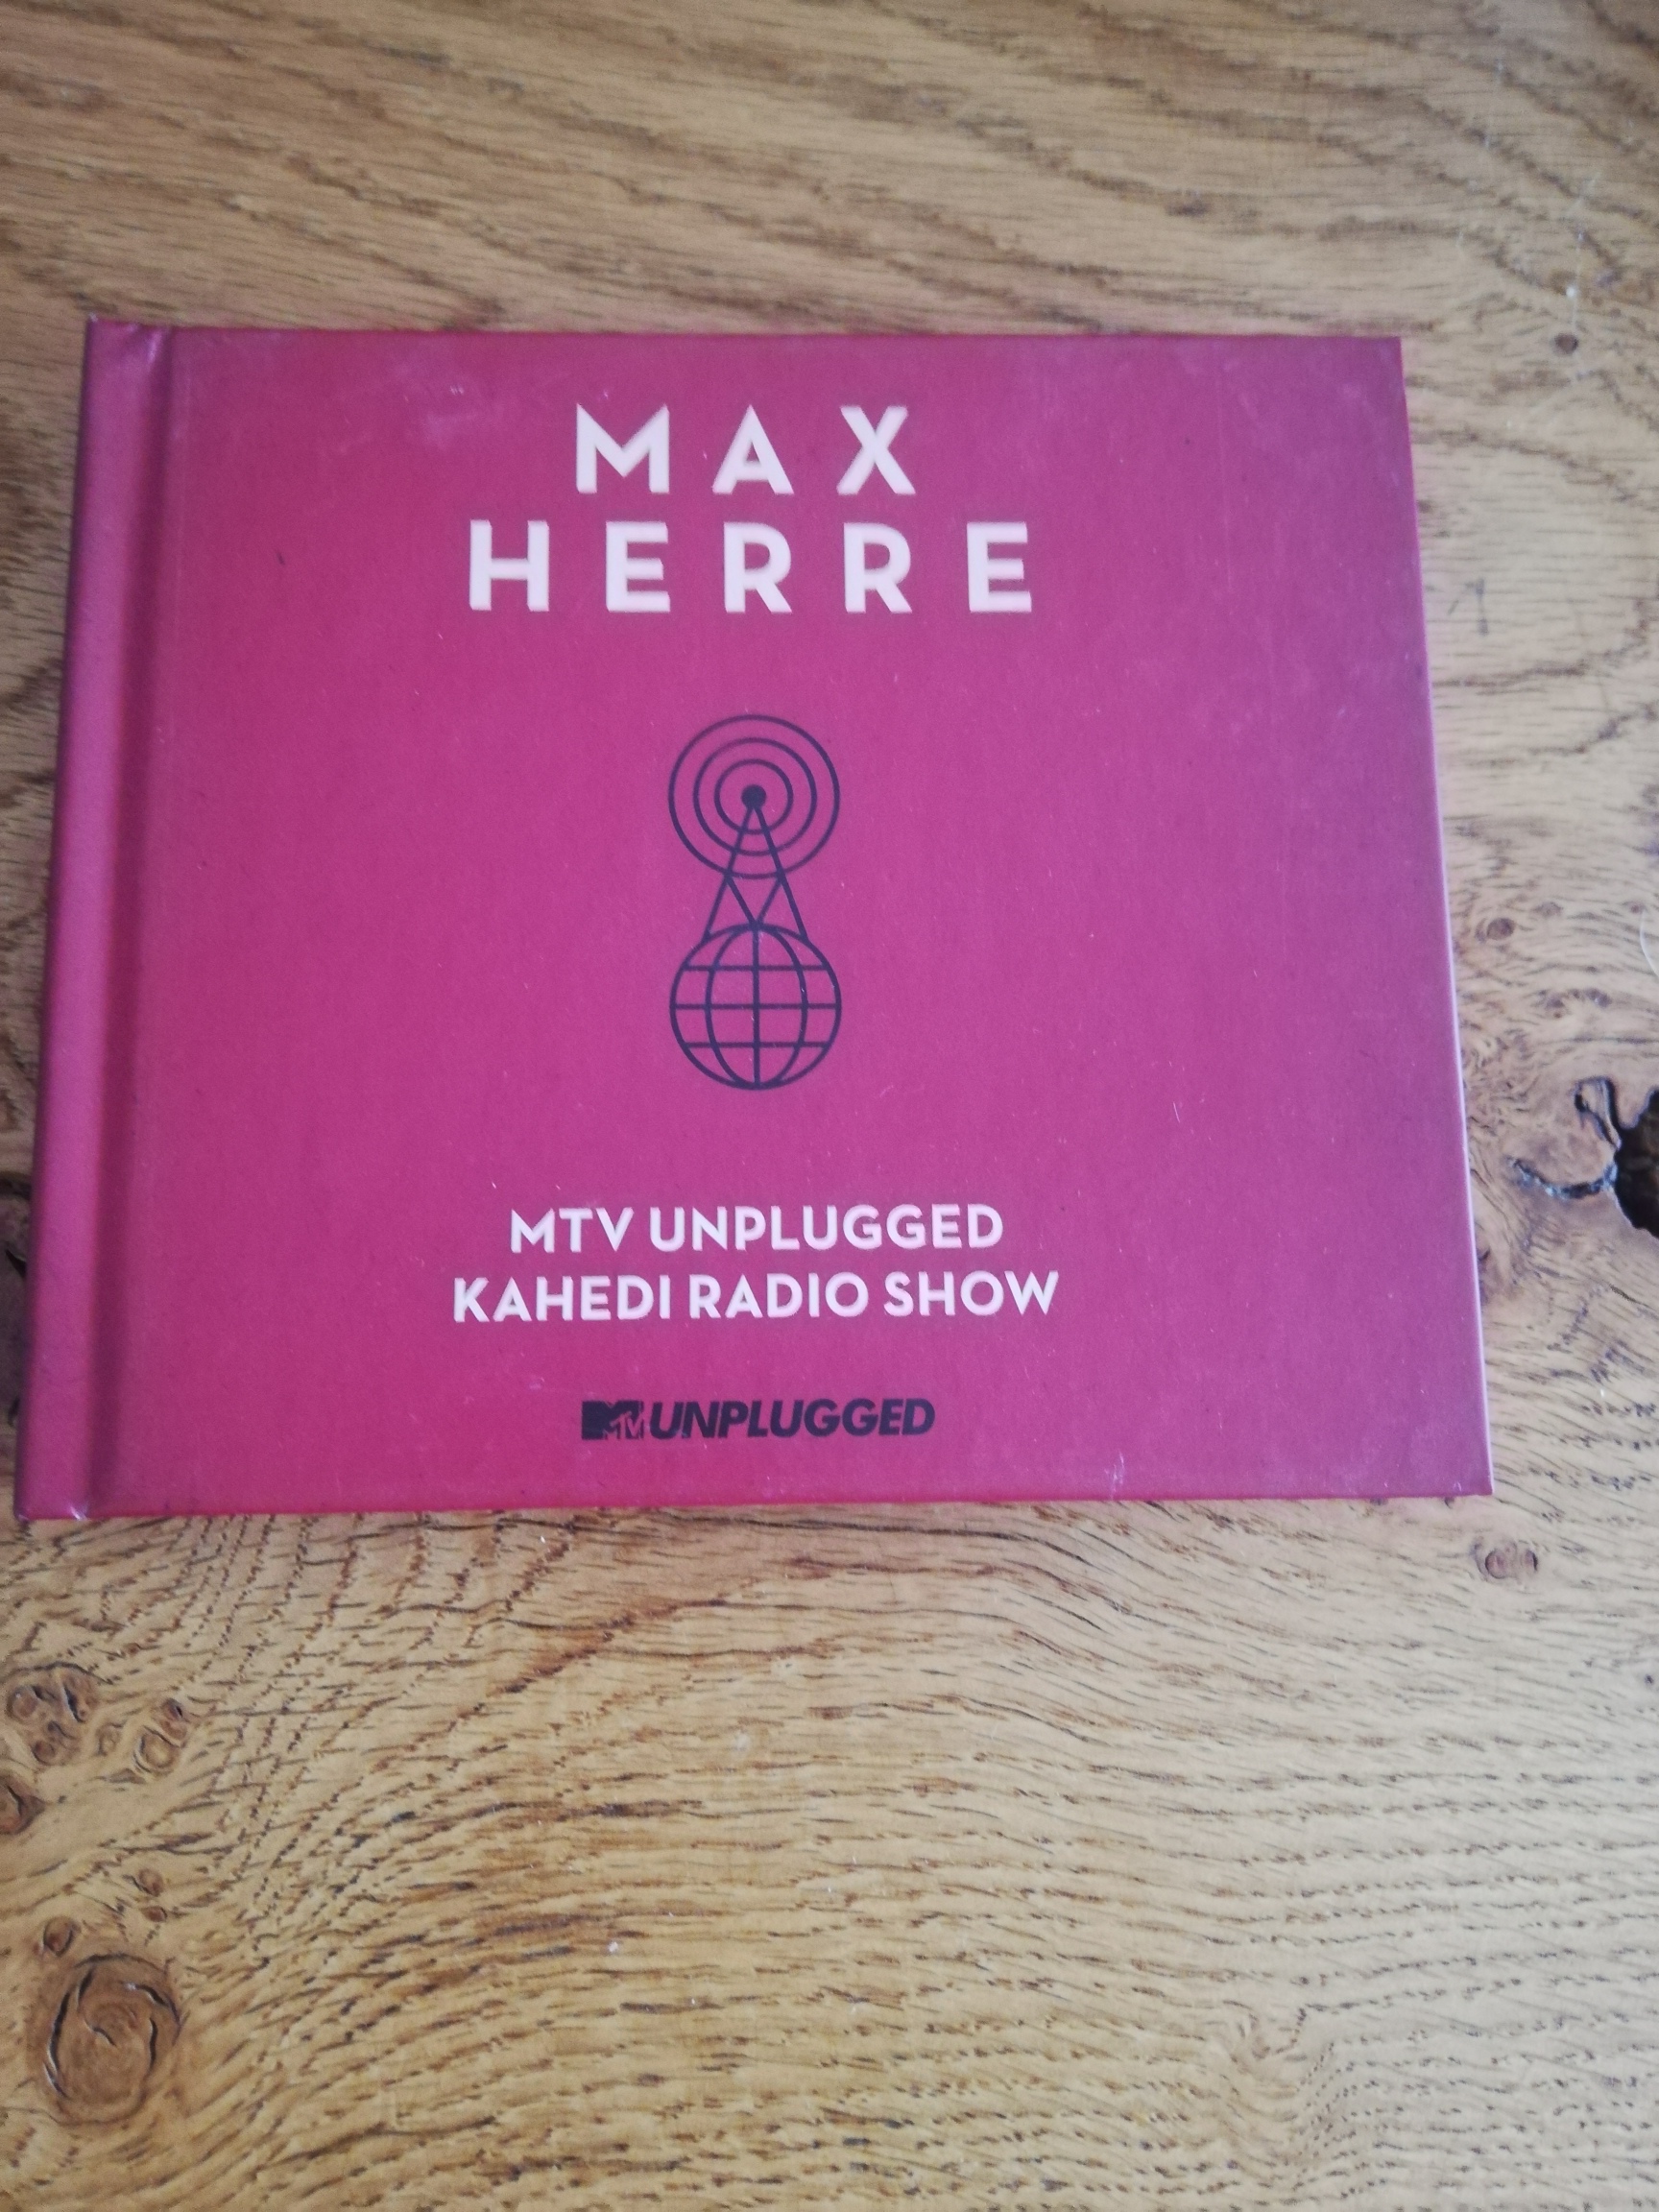 MAX
HERRE
MTV UNPLUGGED
KAHEDI RADIO SHOW
MTV UNPLUGGED